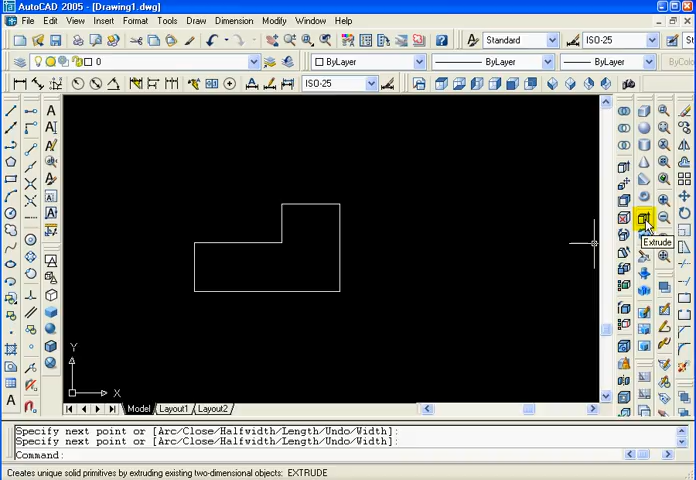 AutoCAD 2005 - [Drawing1.dwg]
File Edit View Insert Format Tools Draw Dimension Modify Window Help
Standard ISO-25
0 ByLayer ByLayer ByLayer ByColo
ISO-25
A
Extrude
Y
X
A
Model Layout1 Layout2
Specify next point or [Arc/Close/Halfwidth/Length/Undo/Width]:
Specify next point or [Arc/Close/Halfwidth/Length/Undo/Width]:
Command:
Creates unique solid primitives by extruding existing two-dimensional objects: EXTRUDE